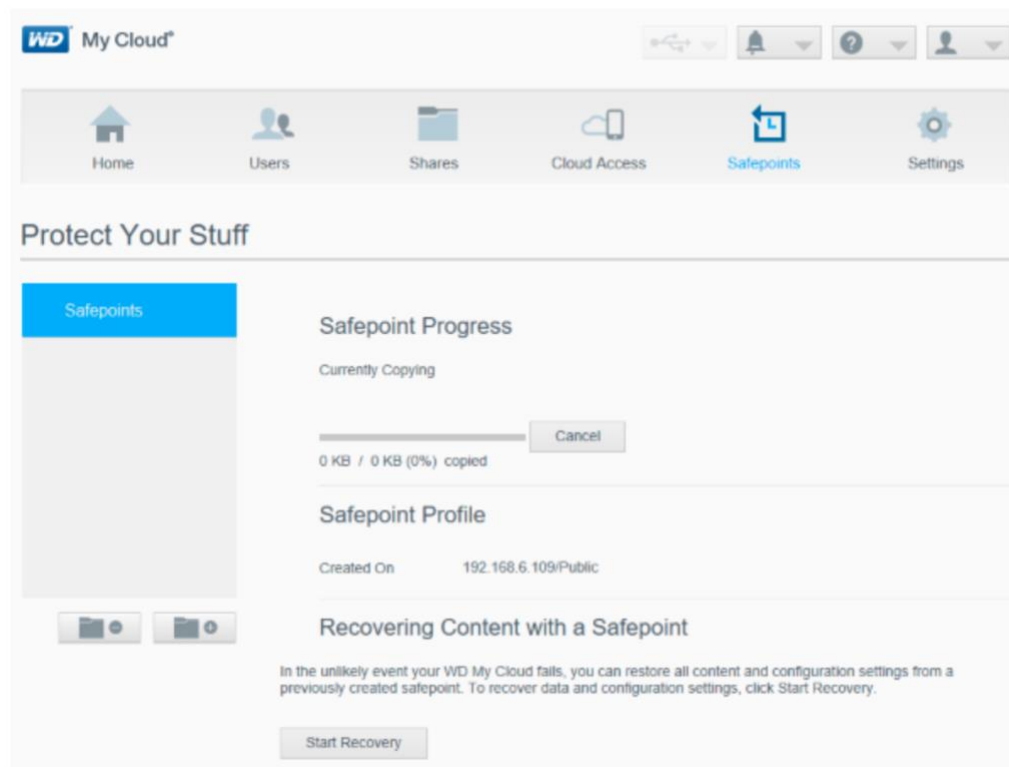 WD My Cloud®
Home
Users
Shares
Cloud Access
Safepoints
Settings
Protect Your Stuff
Safepoints
Safepoint Progress
Currently Copying
Cancel
0 KB / 0 KB (0%) copied
Safepoint Profile
Created On 192.168.6.109/Public
Recovering Content with a Safepoint
In the unlikely event your WD My Cloud fails, you can restore all content and configuration settings from a
previously created safepoint. To recover data and configuration settings, click Start Recovery.
Start Recovery